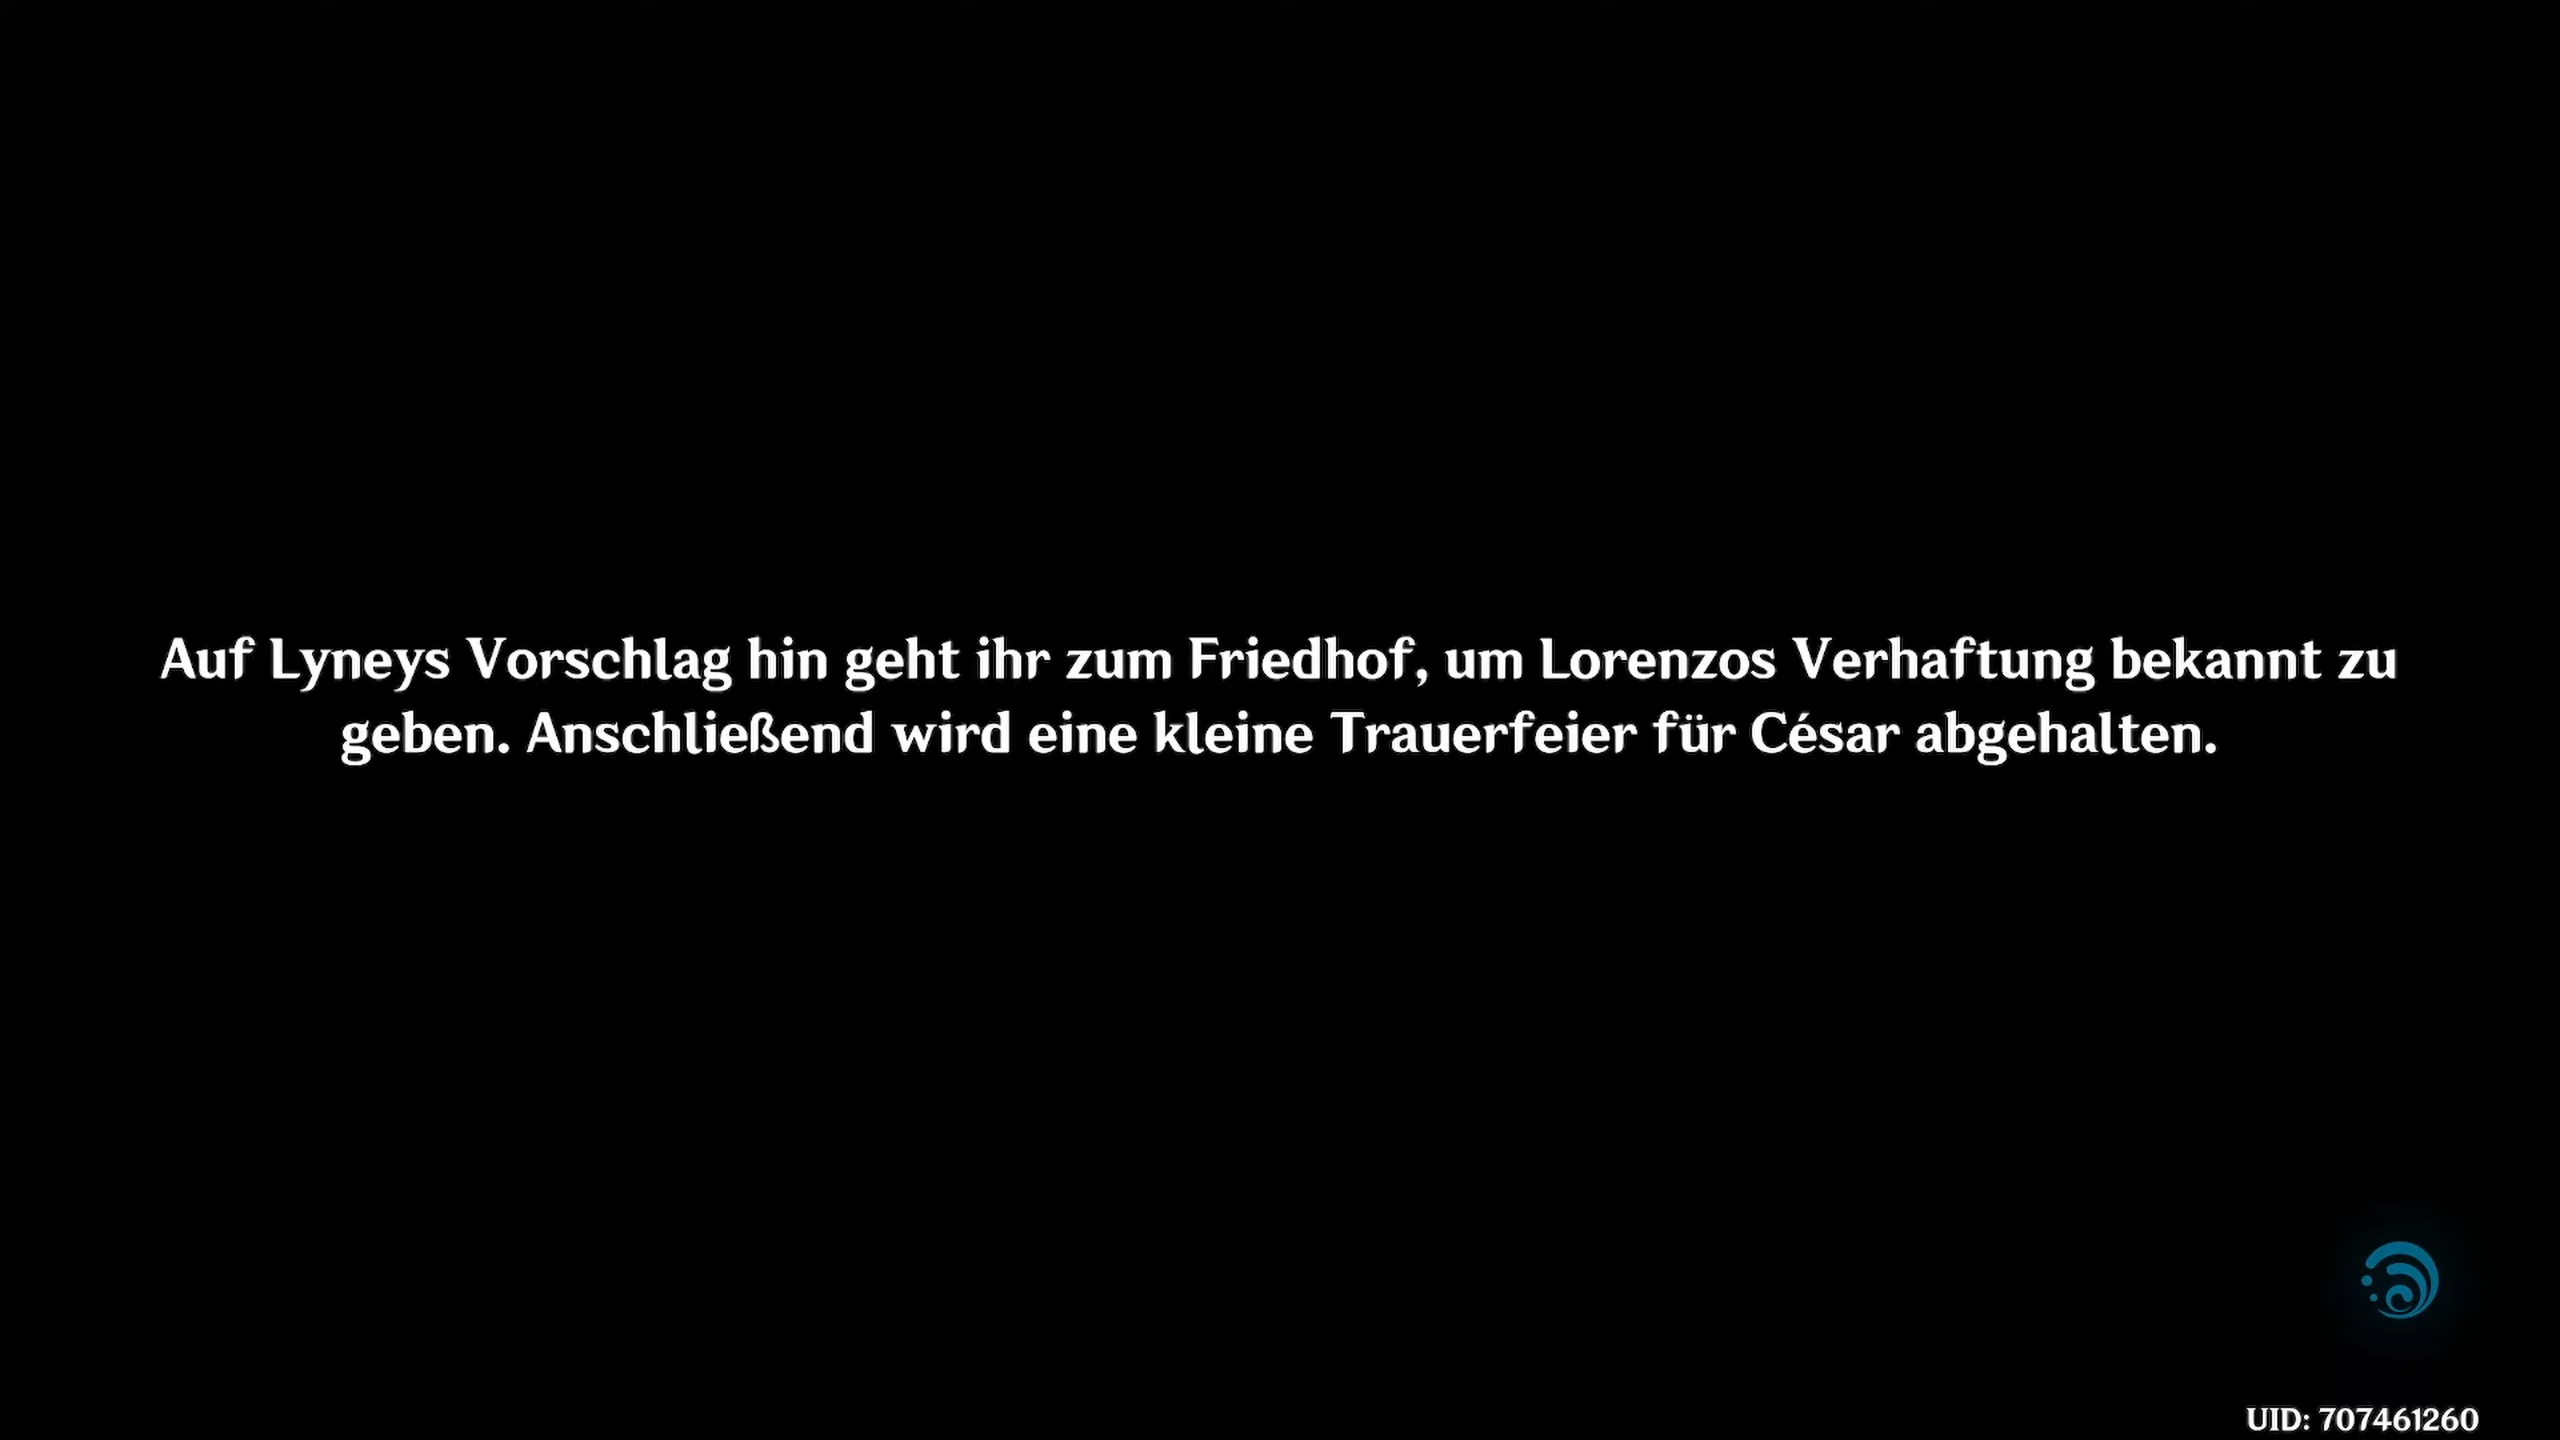 Auf Lyneys Vorschlag hin geht ihr zum Friedhof, um Lorenzos Verhaftung bekannt zu
geben. Anschließend wird eine kleine Trauerfeier für César abgehalten.
UID: 707461260